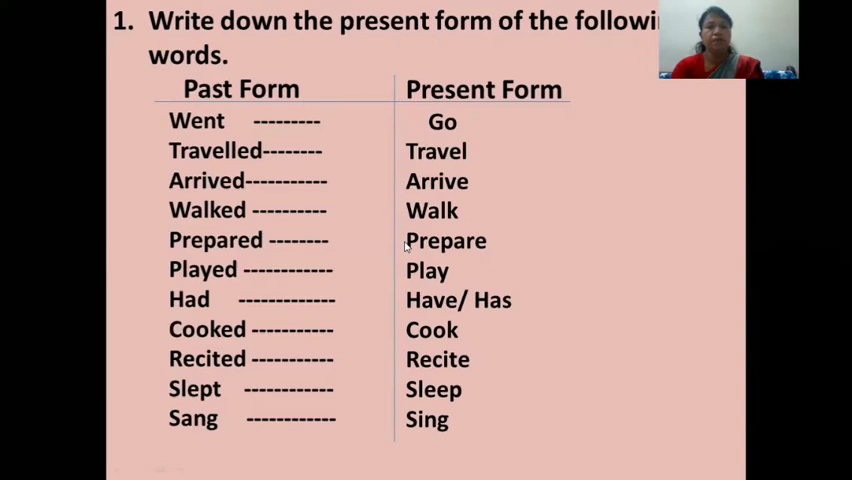 1. Write down the present form of the followi
words.
Past Form Present Form
Went --------- Go
Travelled-------- Travel
Arrived----------- Arrive
Walked ---------- Walk
Prepared -------- Prepare
Played ------------ Play
Had ------------- Have/ Has
Cooked ----------- Cook
Recited ----------- Recite
Slept ------------ Sleep
Sang ------------ Sing